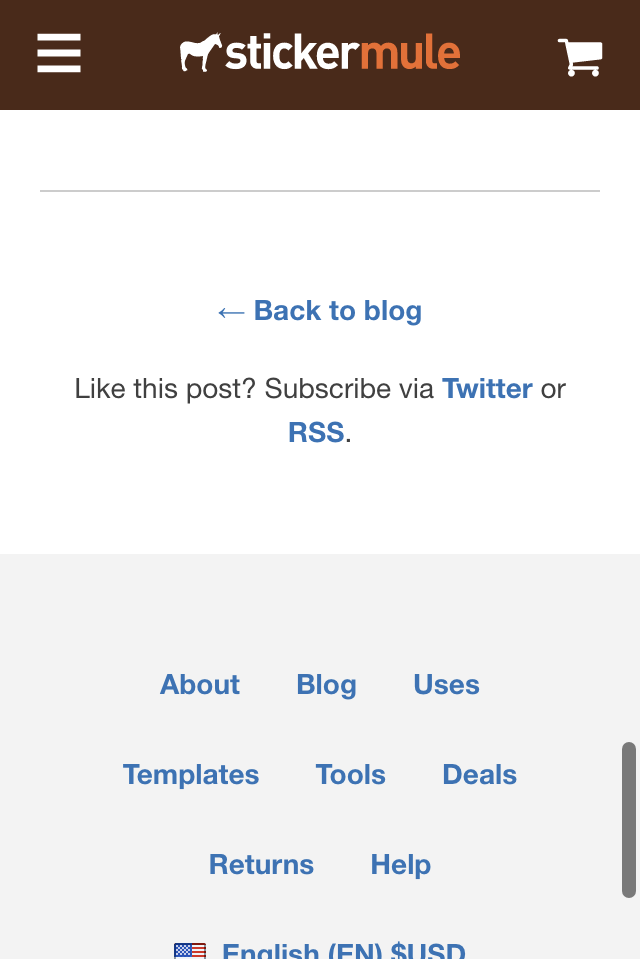 stickermule
← Back to blog
Like this post? Subscribe via Twitter or
RSS.
About Blog Uses
Templates Tools Deals
Returns Help
English (EN) $USD